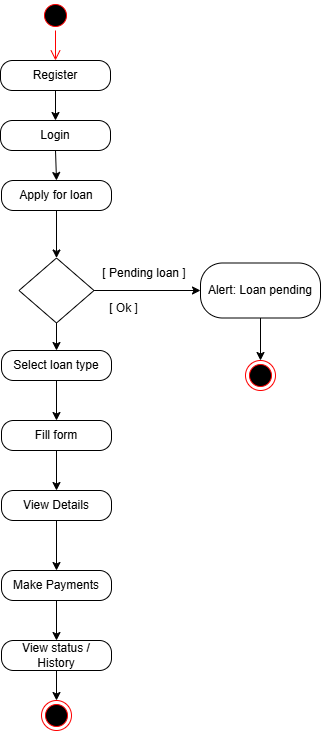 Register
Login
Apply for loan
[ Pending loan ]
Alert: Loan pending
[ Ok ]
Select loan type
Fill form
View Details
Make Payments
View status /
History